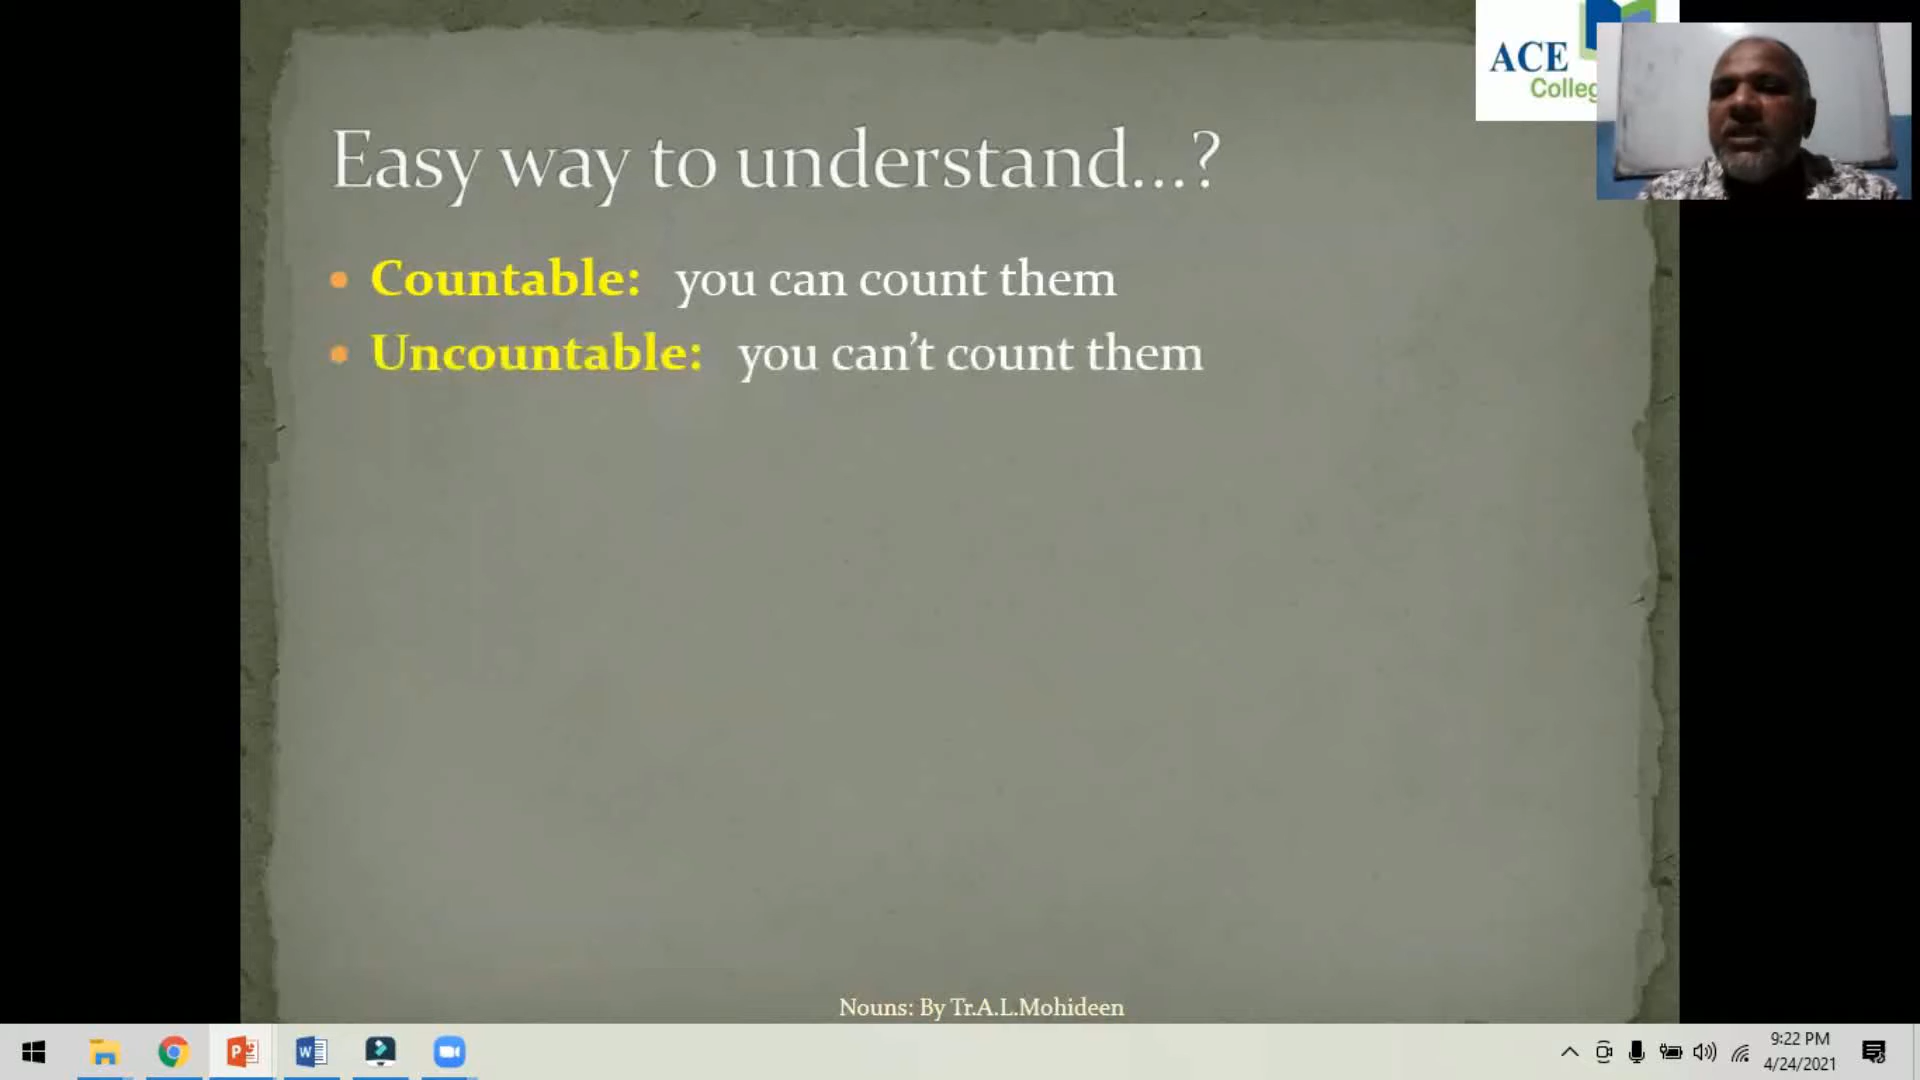 ACE
Easy way to understand...?
• Countable: you can count them
• Uncountable: you can't count them
Nouns: By Tr.A.L.Mohideen
9:22 PM
4/24/2021